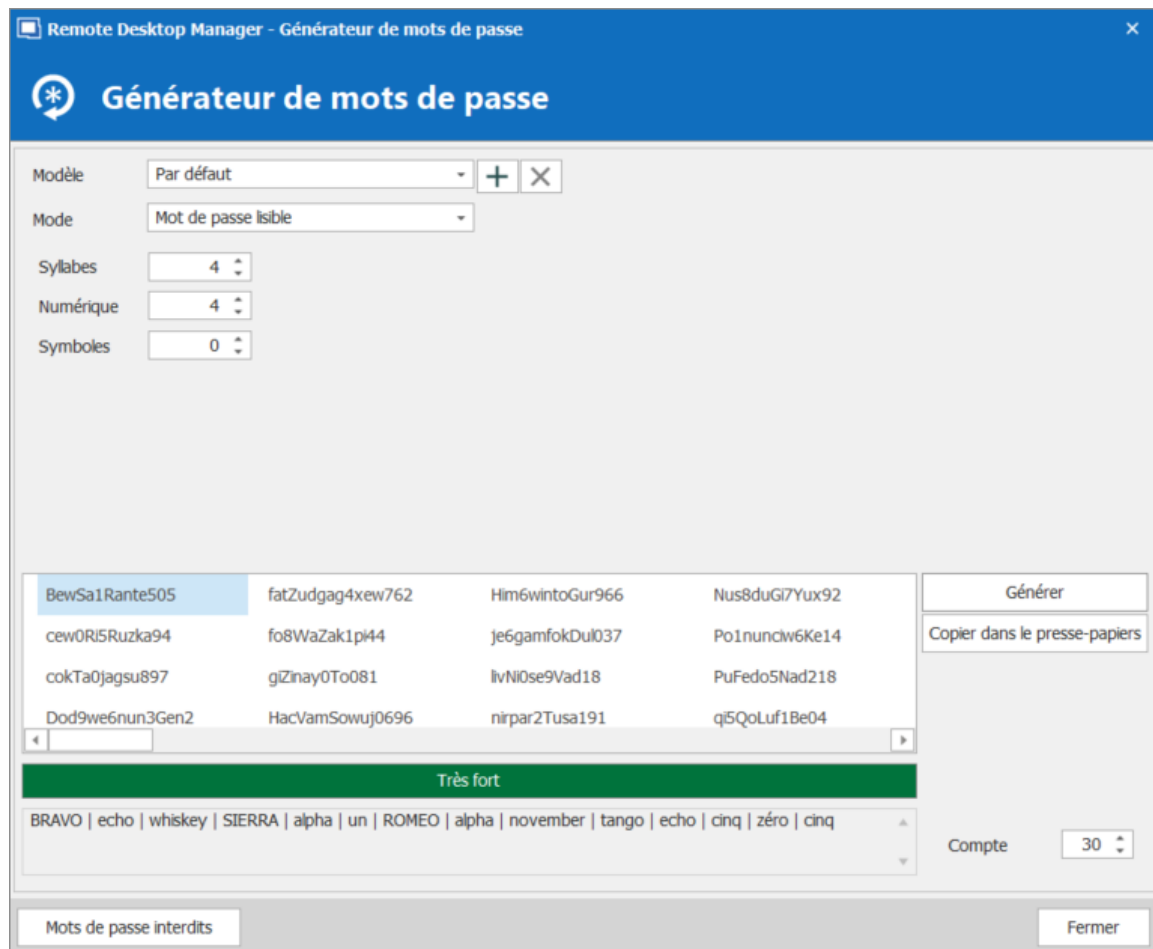 Remote Desktop Manager - Générateur de mots de passe
Générateur de mots de passe
Modèle Par défaut
Mode Mot de passe lisible
Syllabes 4
Numérique 4
Symboles 0
BewSa1Rante505 fatZudgag4xew762 Him6wintoGur966 Nus8duGi7Yux92 Générer
cew0Ri5Ruzka94 fo8WaZak1pi44 je6gamfokDul037 Po1nunciw6Ke14 Copier dans le presse-papiers
cokTa0jagsu897 giZinay0To081 livNi0se9Vad18 PuFedo5Nad218
Dod9we6nun3Gen2 HacVamSowuj0696 nirpar2Tusa191 qi5QoLuf1Be04
Très fort
BRAVO | echo | whiskey | SIERRA | alpha | un | ROMEO | alpha | november | tango | echo | cinq | zéro | cinq
Compte 30
Mots de passe interdits Fermer